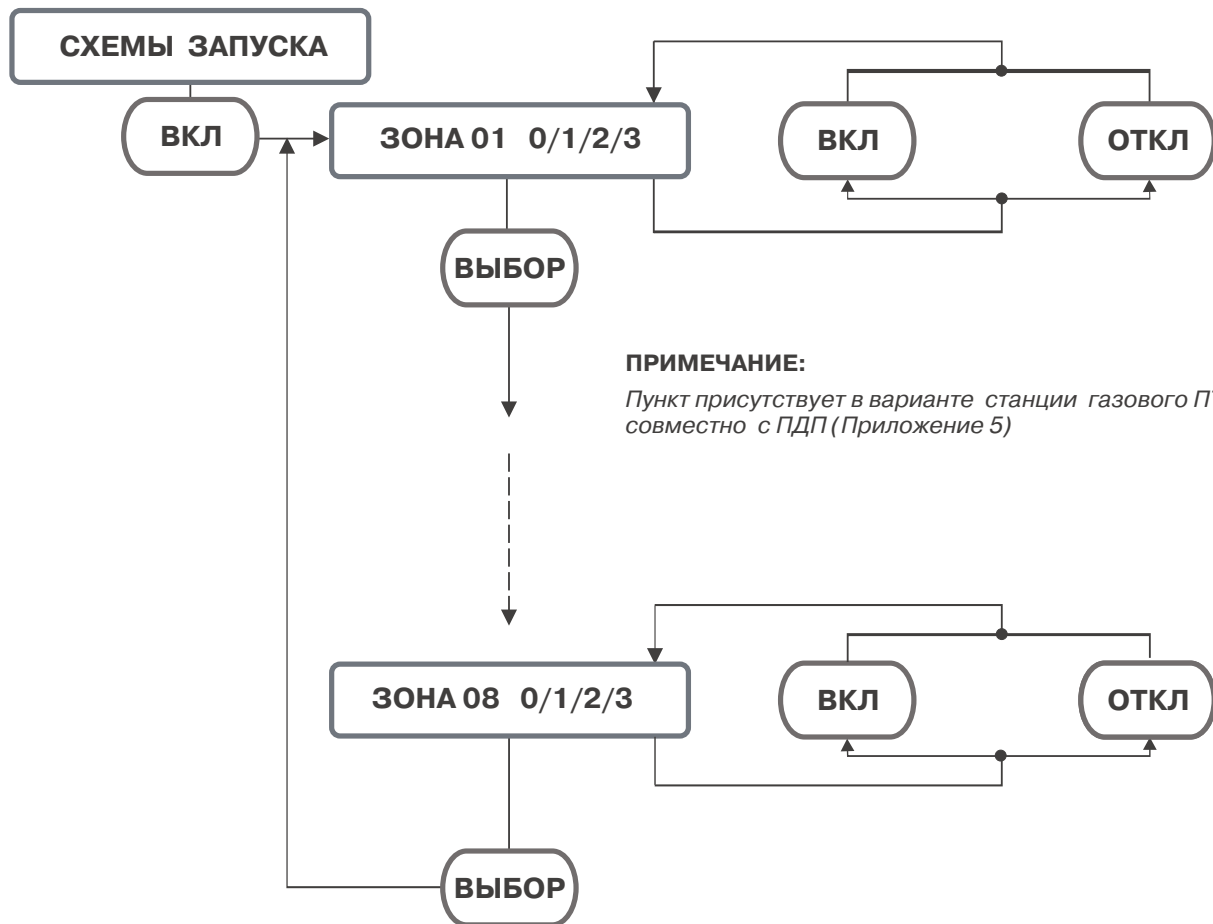 СХЕМЫ ЗАПУСКА
ВКЛ
ЗОНА 01 0/1/2/3
ВКЛ
ОТКЛ
ВЫБОР
ПРИМЕЧАНИЕ:
Пункт присутствует в варианте станции газового
совместно с ПДП (Приложение 5)
ЗОНА 08 0/1/2/3
ВКЛ
ОТКЛ
ВЫБОР